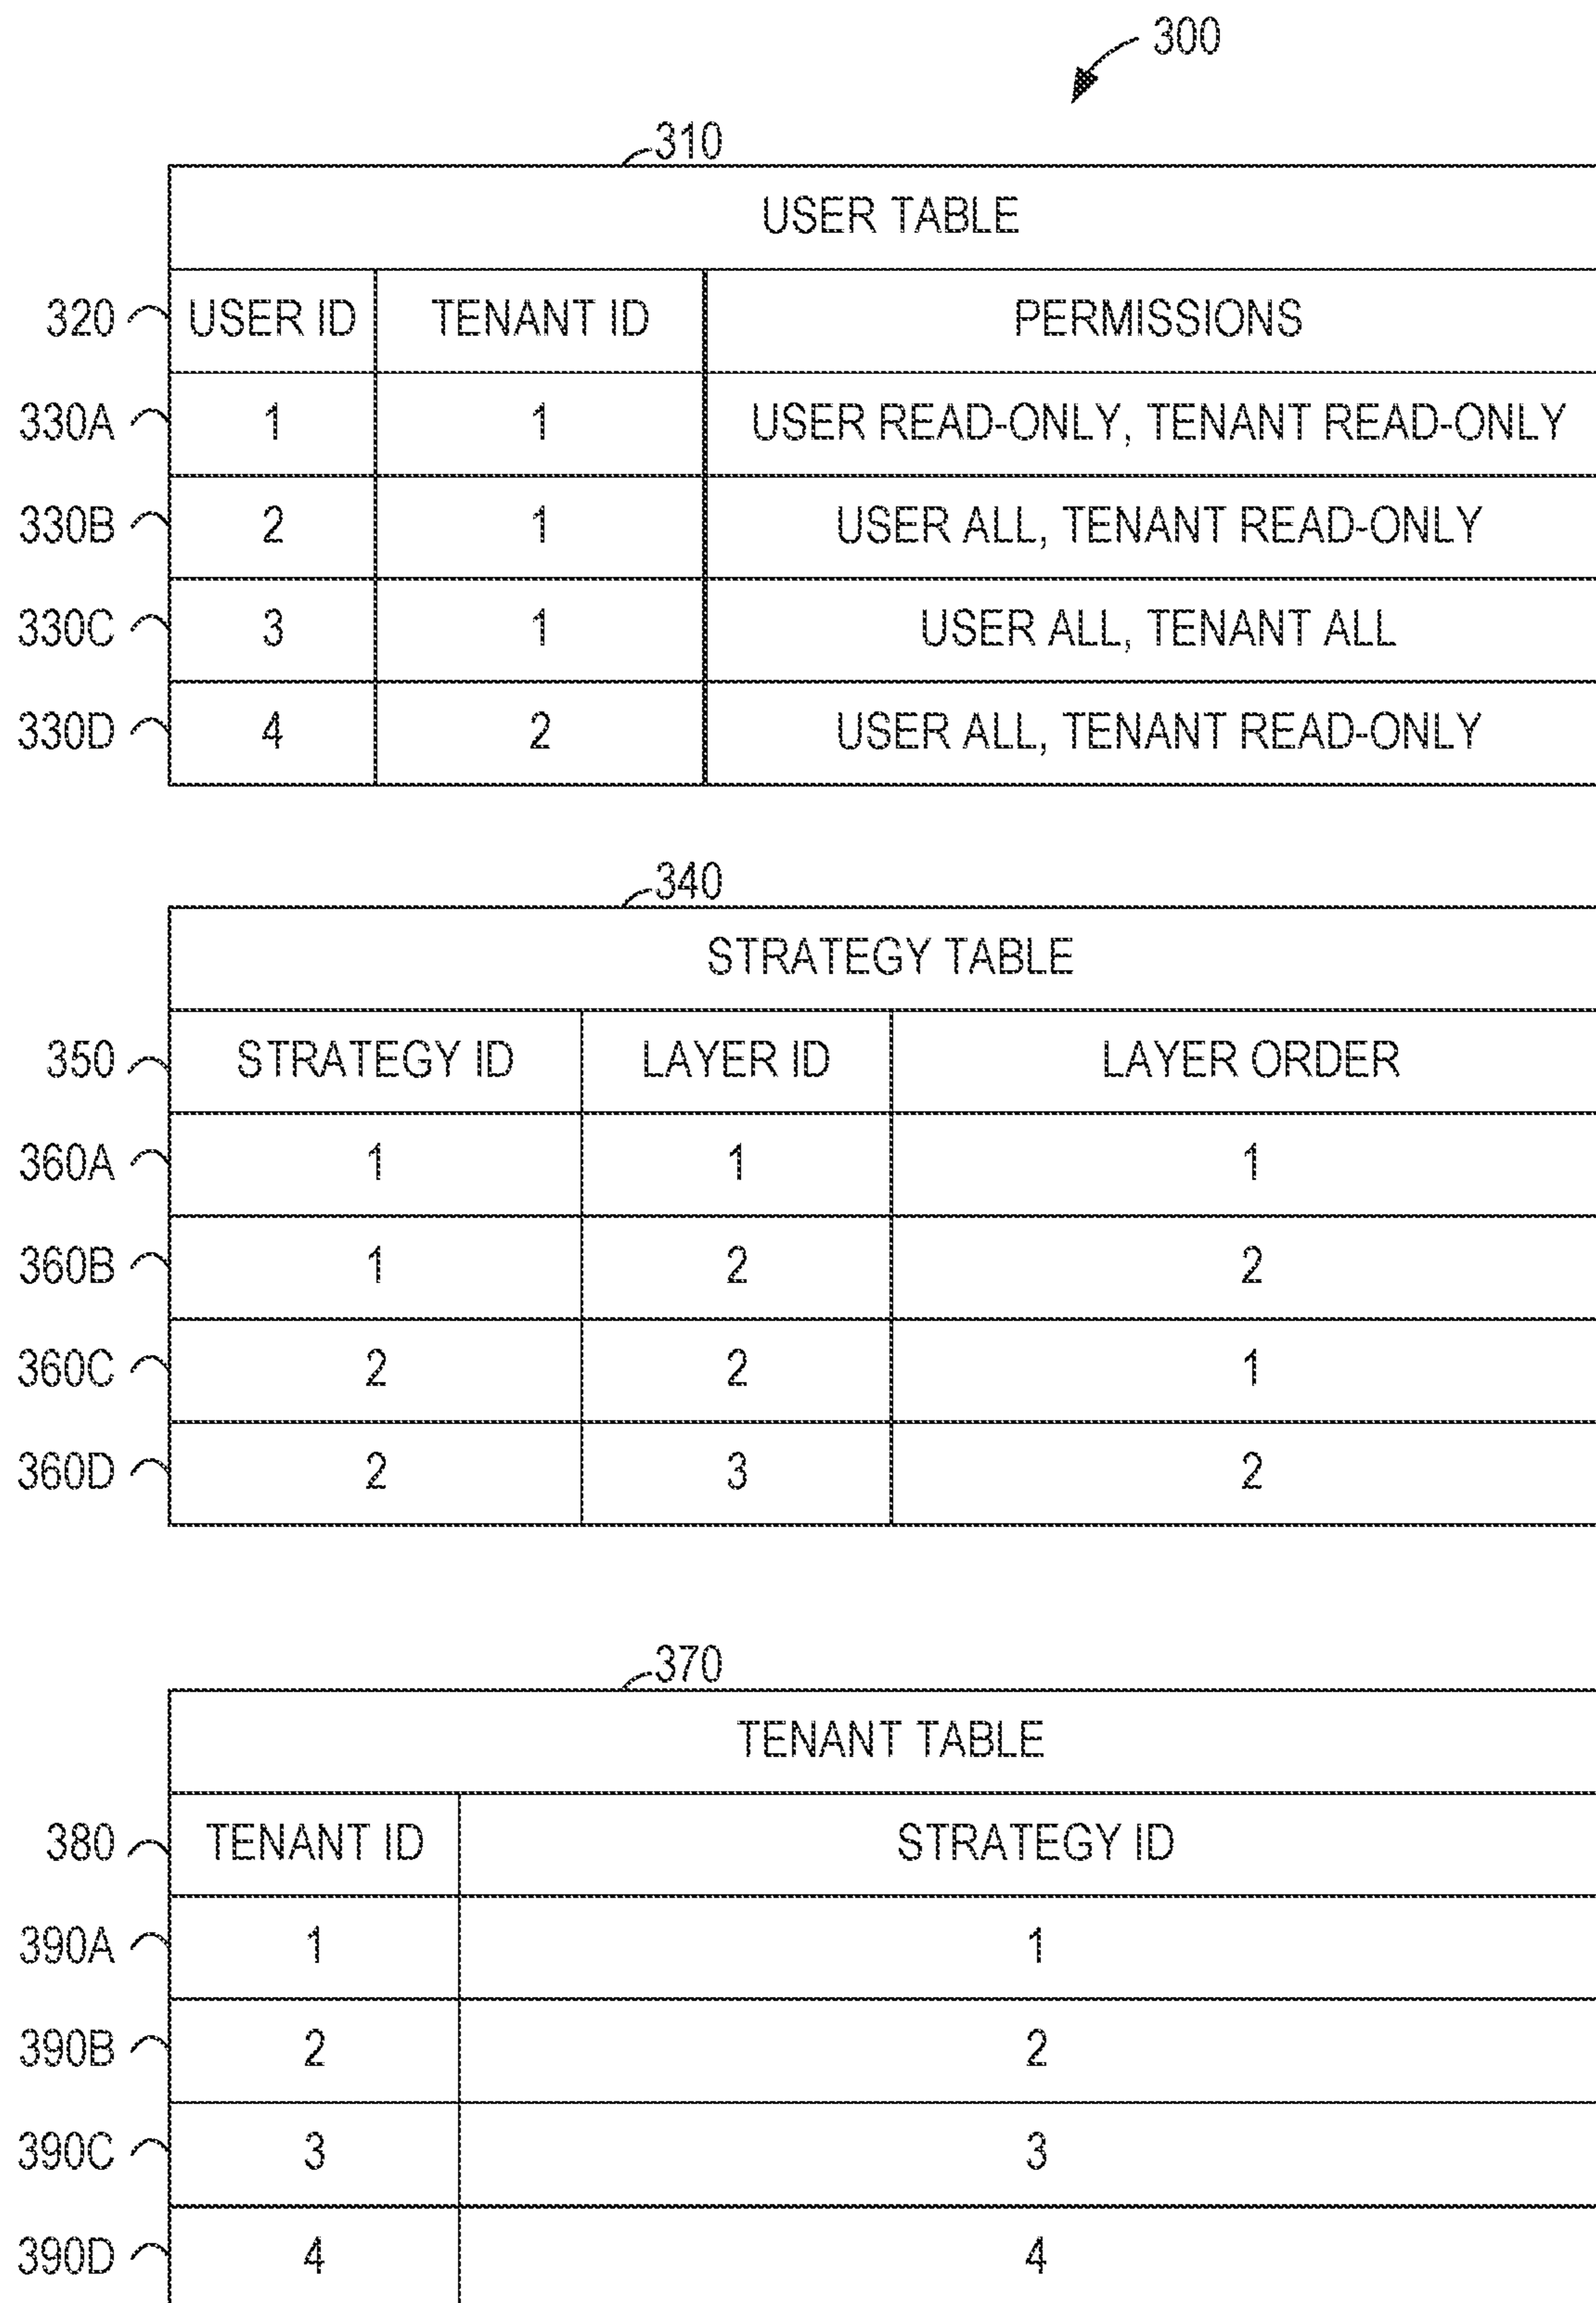 300
310
USER TABLE
320 USER ID TENANT ID PERMISSIONS
330A 1 1 USER READ-ONLY, TENANT READ-ONLY
330B 2 1 USER ALL, TENANT READ-ONLY
330C 3 1 USER ALL, TENANT ALL
330D 4 2 USER ALL, TENANT READ-ONLY
340
STRATEGY TABLE
350 STRATEGY ID LAYER ID LAYER ORDER
360A 1 1 1
360B 1 2 2
360C 2 2 1
360D 2 3 2
370
TENANT TABLE
380 TENANT ID STRATEGY ID
390A 1 1
390B 2 2
390C 3 3
390D 4 4